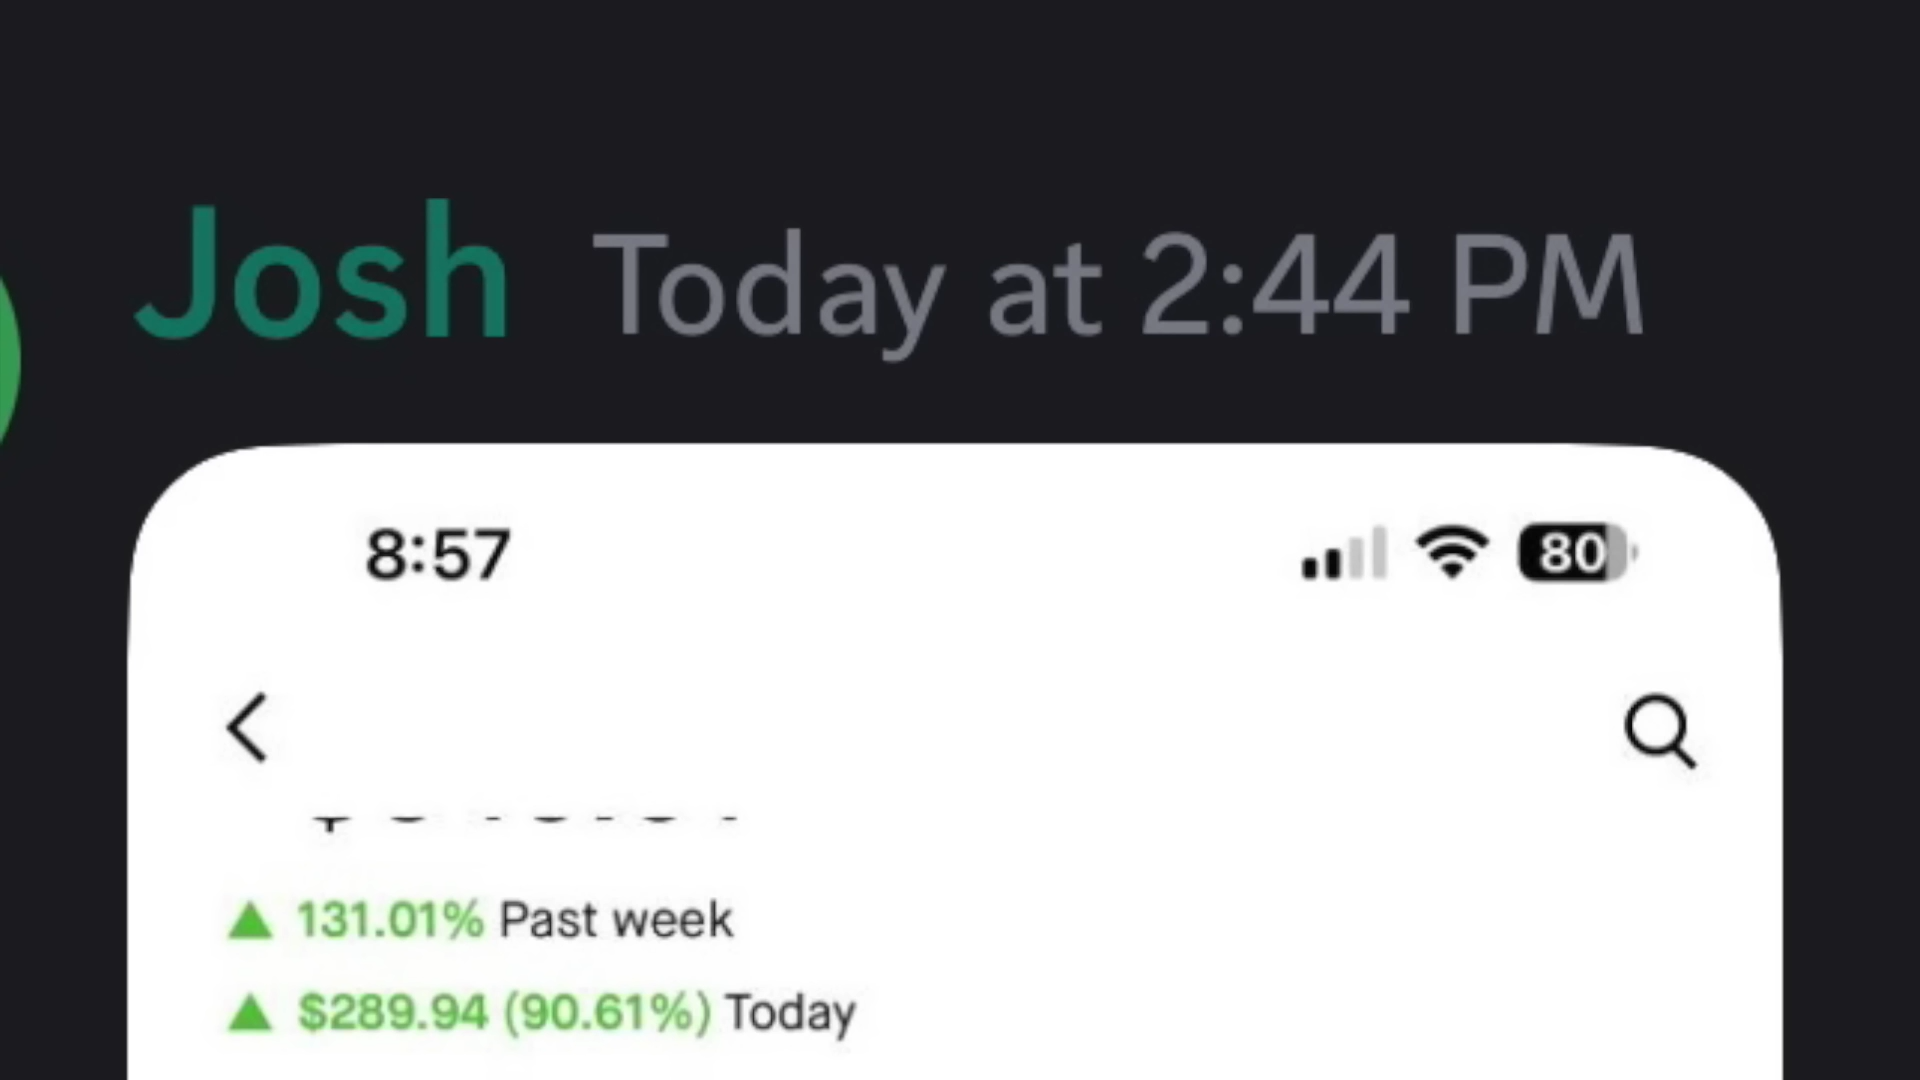 Josh Today at 2:44 PM
8:57 80
▲ 131.01% Past week
▲ $289.94 (90.61%) Today